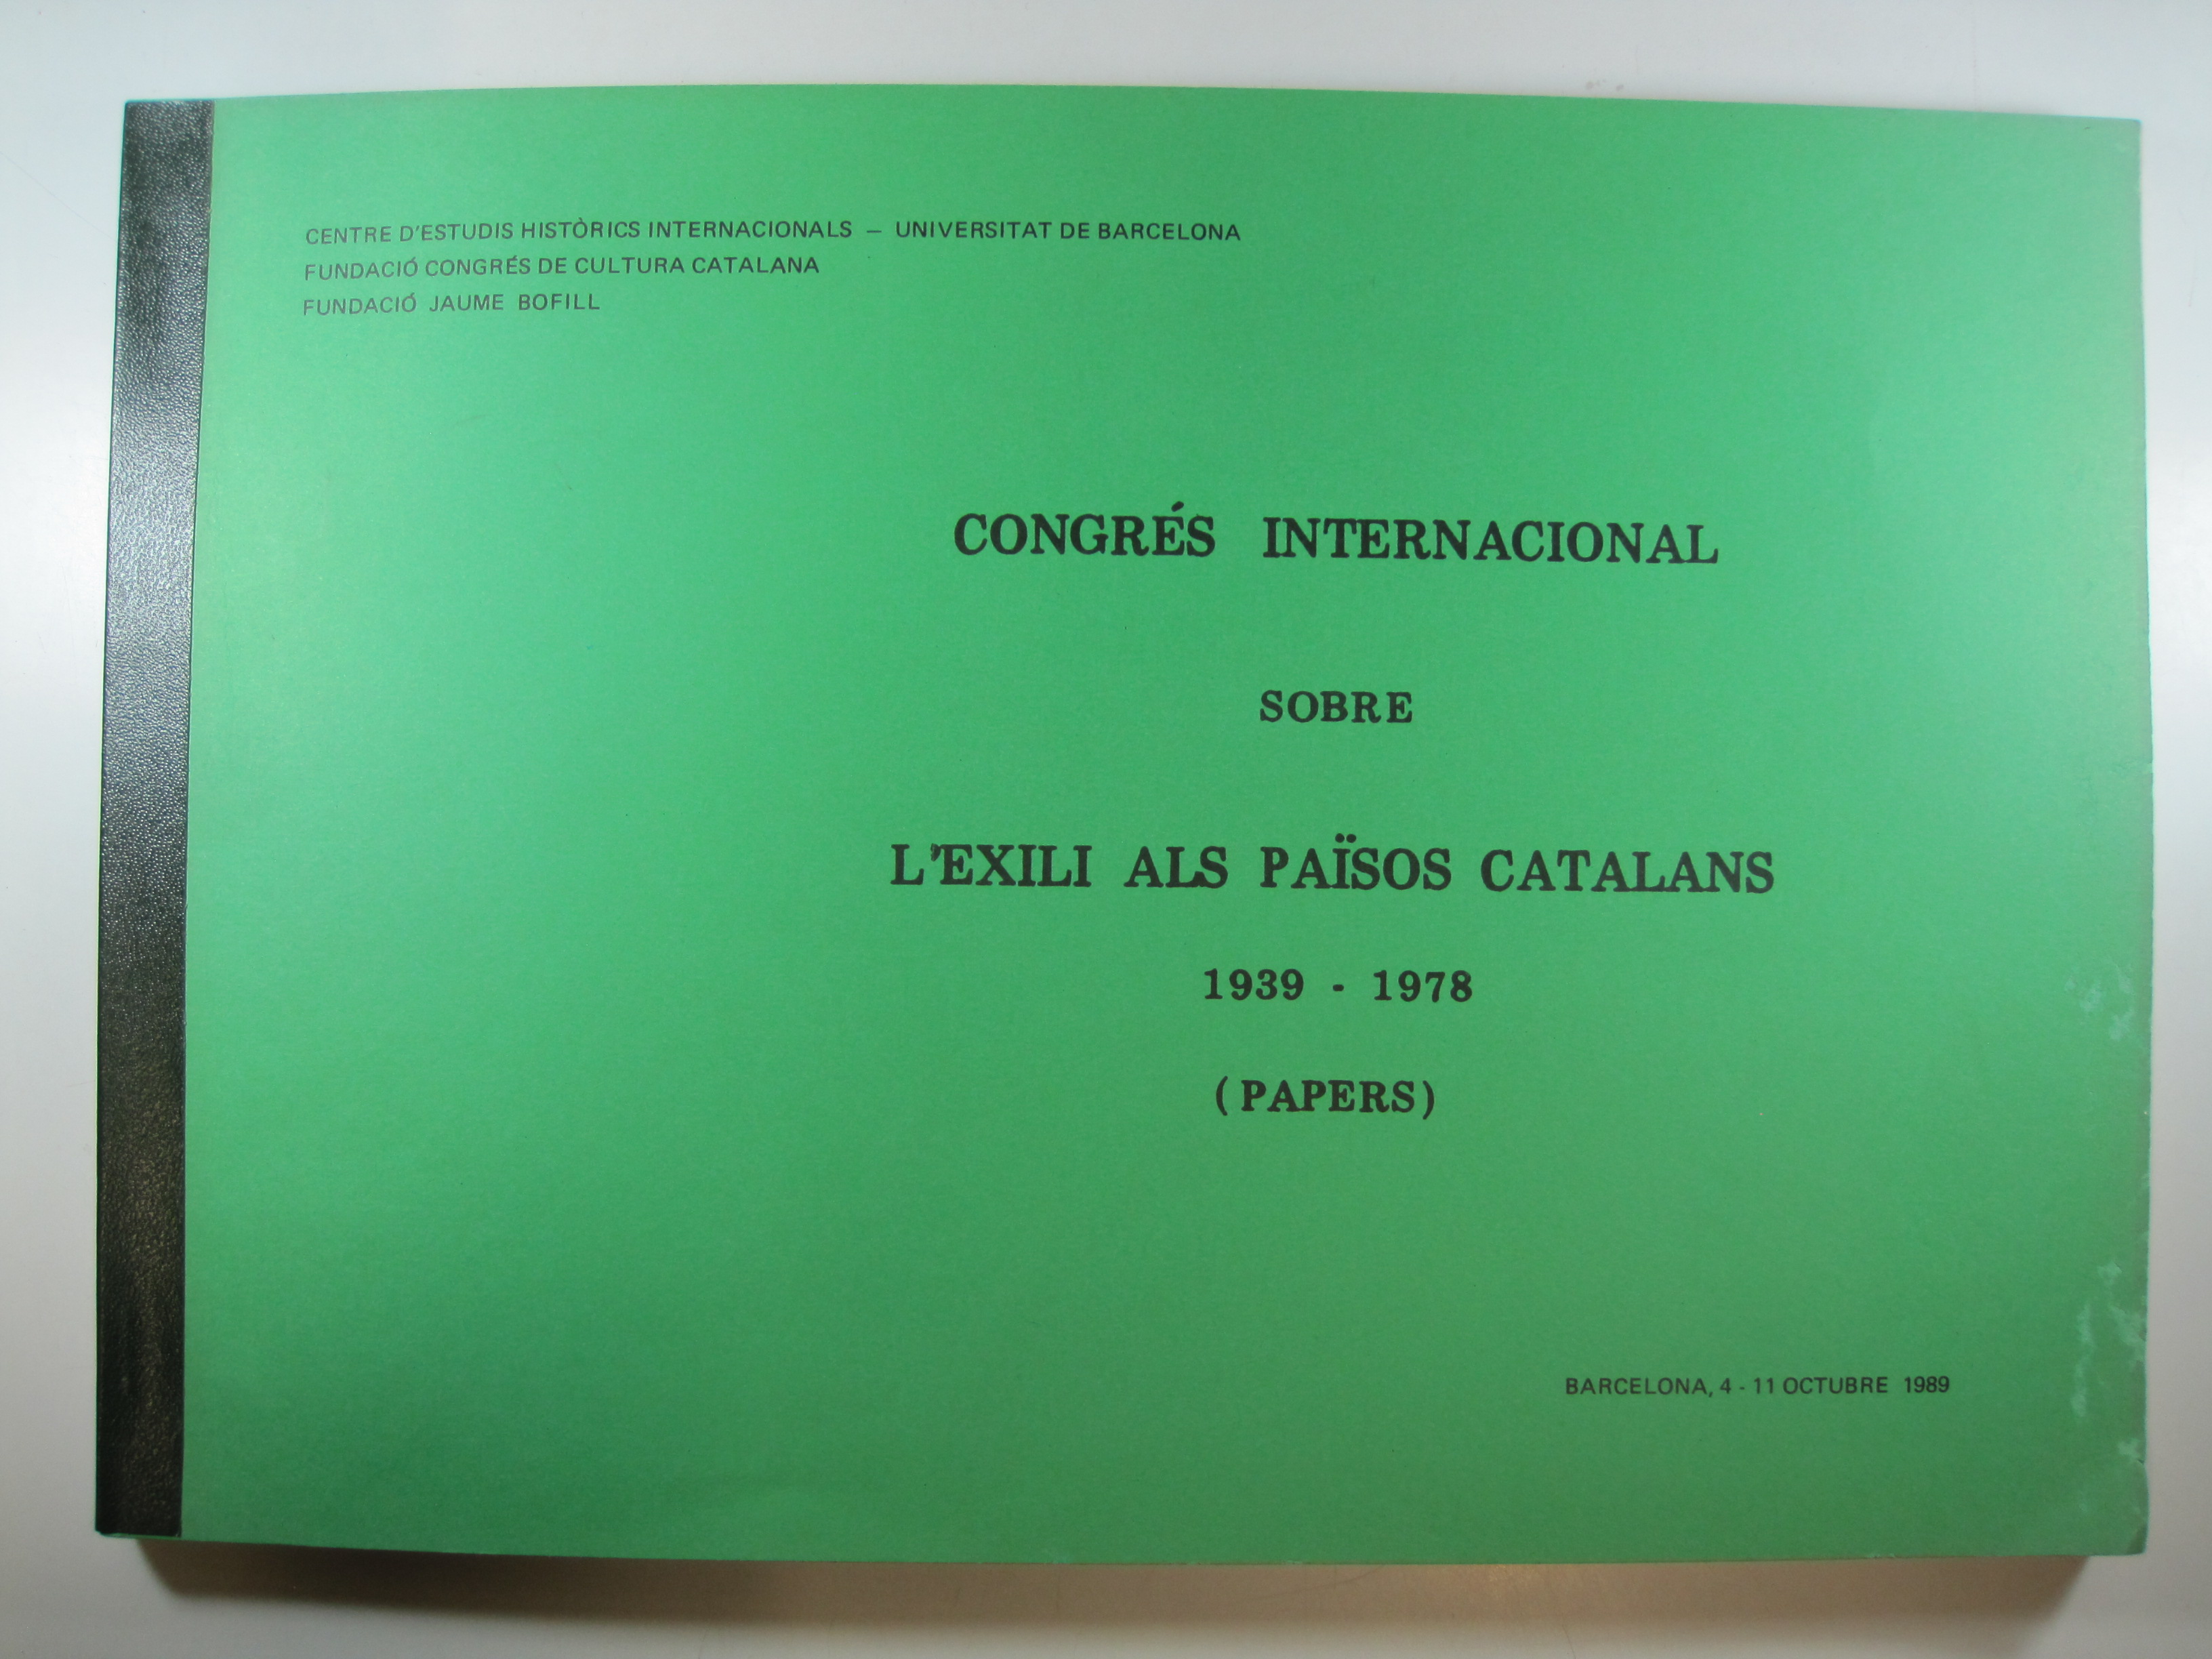 CENTRE D'ESTUDIS HISTÒRICS INTERNACIONALS — UNIVERSITAT DE BARCELONA
FUNDACIÓ CONGRÉS DE CULTURA CATALANA
FUNDACIÓ JAUME BOFILL
CONGRÉS INTERNACIONAL
SOBRE
L'EXILI ALS PAÏSOS CATALANS
1939 - 1978
(PAPERS)
BARCELONA, 4 - 11 OCTUBRE 1989